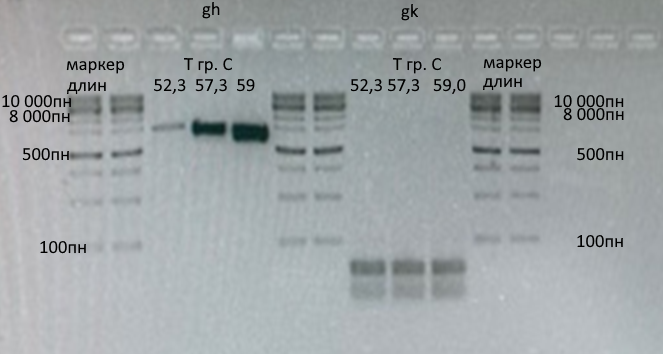 gh gk
маркер длин
T гр. С
52,3 57,3 59
T гр. С
52,3 57,3 59,0
маркер длин
10 000пн
8 000пн
500пн
100пн
10 000пн
8 000пн
500пн
100пн